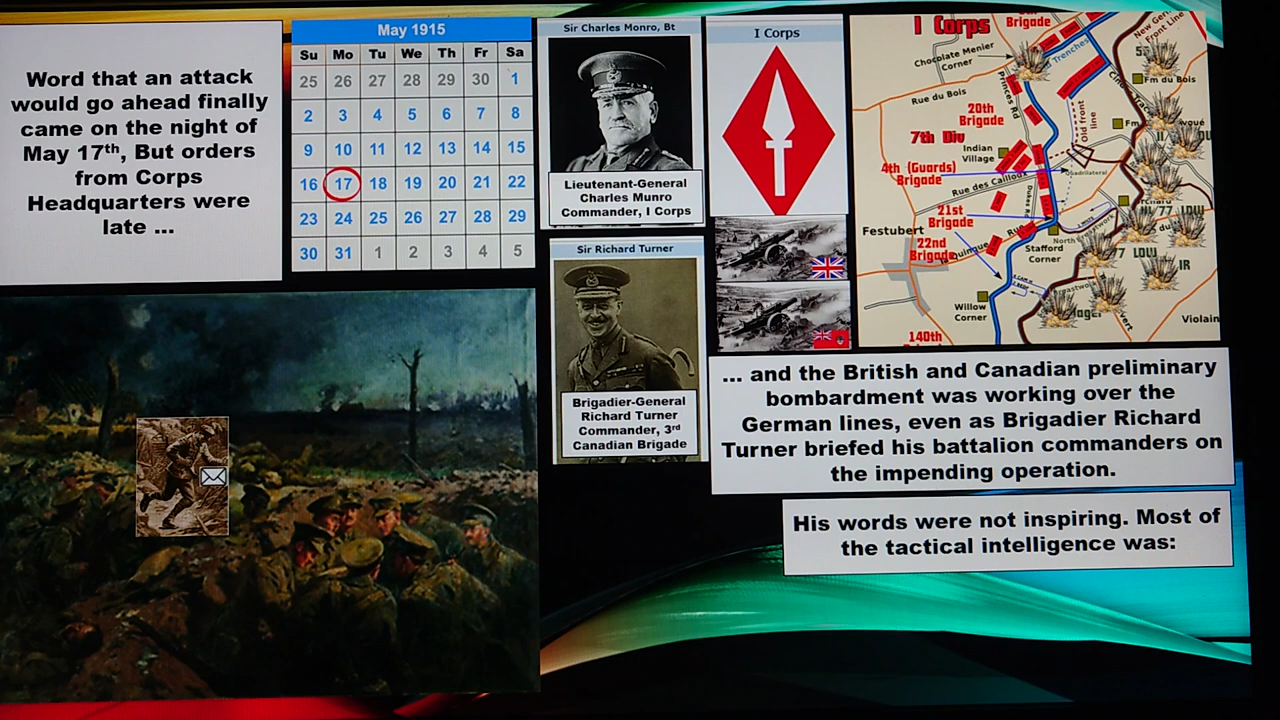 Word that an attack
would go ahead finally
came on the night of
May 17th, But orders
from Corps
Headquarters were
late ...
May 1915
Su Mo Tu We Th Fr Sa
25 26 27 28 29 30 1
2 3 4 5 6 7 8
9 10 11 12 13 14 15
16 17 18 19 20 21 22
23 24 25 26 27 28 29
30 31 1 2 3 4 5
Sir Charles Monro, Bt
Lieutenant-General
Charles Munro
Commander, I Corps
Sir Richard Turner
Brigadier-General
Richard Turner
Commander, 3rd
Canadian Brigade
I Corps
I Corps
Brigade
Chocolate Menier
Corner
Trenches
New
Front Line
Fm du Bois
Rue du Bois
Princes Rd
Old front
line
20th
Brigade
7th Div
Indian
Village
4th (Guards)
Brigade
Quadrilateral
Rue des Cailloux
21st
Brigade
Festubert
22nd
Brigade
North
Stafford
Corner
Willow
Corner
140th
Violain
... and the British and Canadian preliminary
bombardment was working over the
German lines, even as Brigadier Richard
Turner briefed his battalion commanders on
the impending operation.
His words were not inspiring. Most of
the tactical intelligence was: